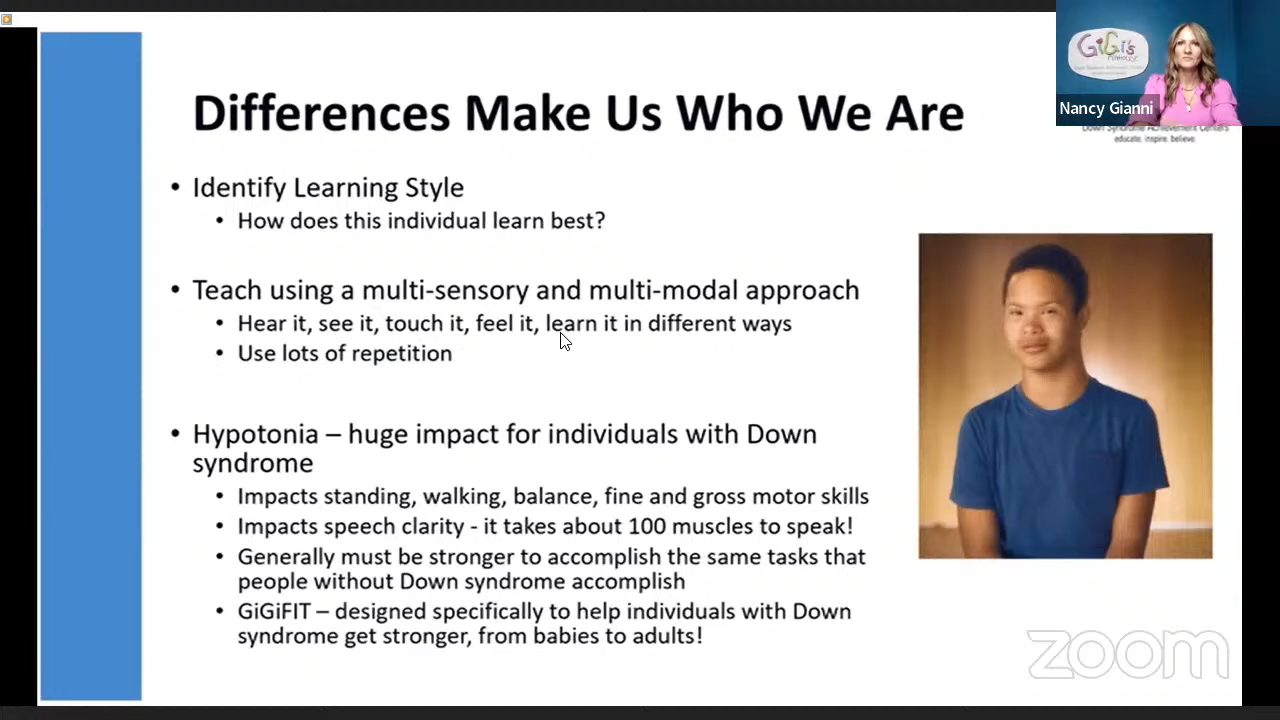 Differences Make Us Who We Are
GiGi's
PLAYHOUSE
Nancy Gianni
Down Syndrome Achievement Centers
educate. inspire. believe.
• Identify Learning Style
• How does this individual learn best?
• Teach using a multi-sensory and multi-modal approach
• Hear it, see it, touch it, feel it, learn it in different ways
• Use lots of repetition
• Hypotonia – huge impact for individuals with Down
syndrome
• Impacts standing, walking, balance, fine and gross motor skills
• Impacts speech clarity - it takes about 100 muscles to speak!
• Generally must be stronger to accomplish the same tasks that
people without Down syndrome accomplish
• GiGiFIT – designed specifically to help individuals with Down
syndrome get stronger, from babies to adults!
zoom